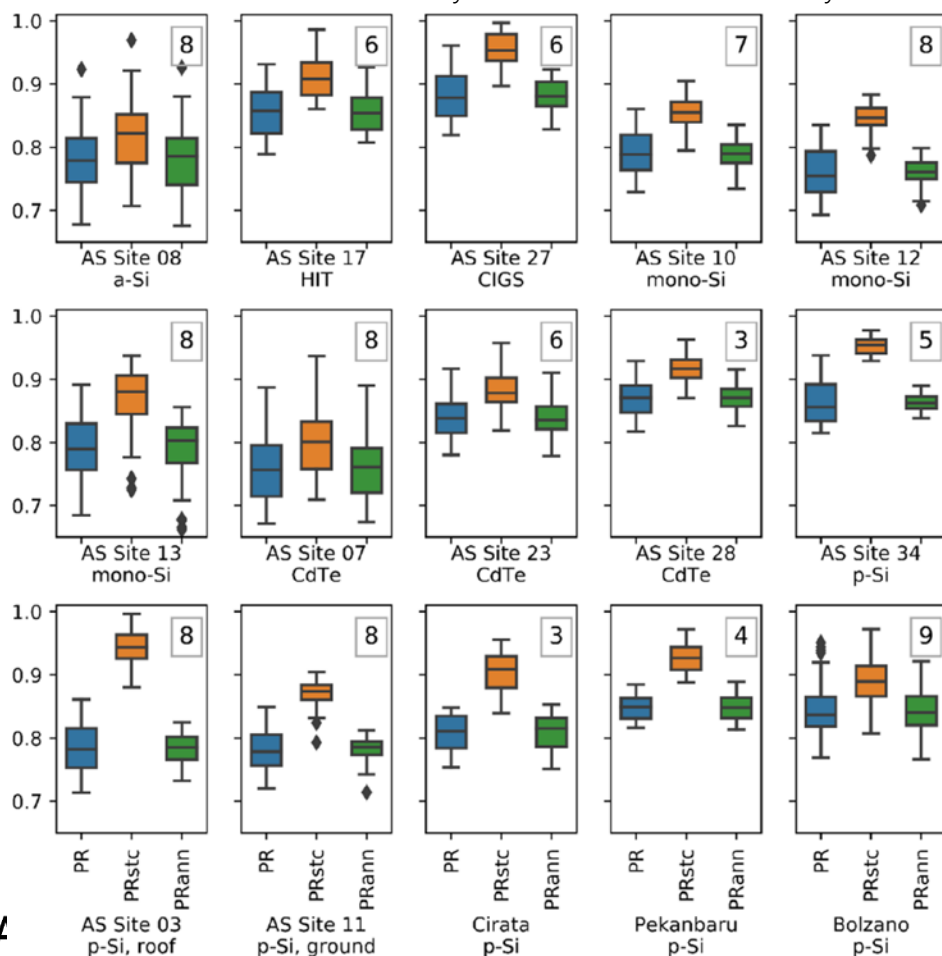 1.0
0.9
0.8
0.7
8
6
6
7
8
AS Site 08
a-Si
AS Site 17
HIT
AS Site 27
CIGS
AS Site 10
mono-Si
AS Site 12
mono-Si
1.0
0.9
0.8
0.7
8
8
6
3
5
AS Site 13
mono-Si
AS Site 07
CdTe
AS Site 23
CdTe
AS Site 28
CdTe
AS Site 34
p-Si
1.0
0.9
0.8
0.7
8
8
3
4
9
PR
PRstc
PRann
PR
PRstc
PRann
PR
PRstc
PRann
PR
PRstc
PRann
PR
PRstc
PRann
AS Site 03
p-Si, roof
AS Site 11
p-Si, ground
Cirata
p-Si
Pekanbaru
p-Si
Bolzano
p-Si